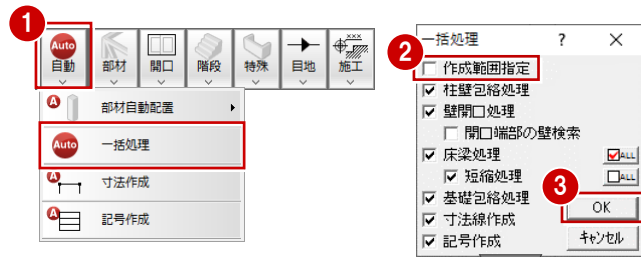 1
Auto
自動
部材
開口
階段
特殊
目地
×××
施工
A
部材自動配置
Auto
一括処理
A
寸法作成
A
記号作成
2
一括処理 ? ×
作成範囲指定
柱壁包絡処理
壁開口処理
開口端部の壁検索
床梁処理 ALL
短縮処理 ALL
3
基礎包絡処理
OK
寸法線作成
記号作成
キャンセル